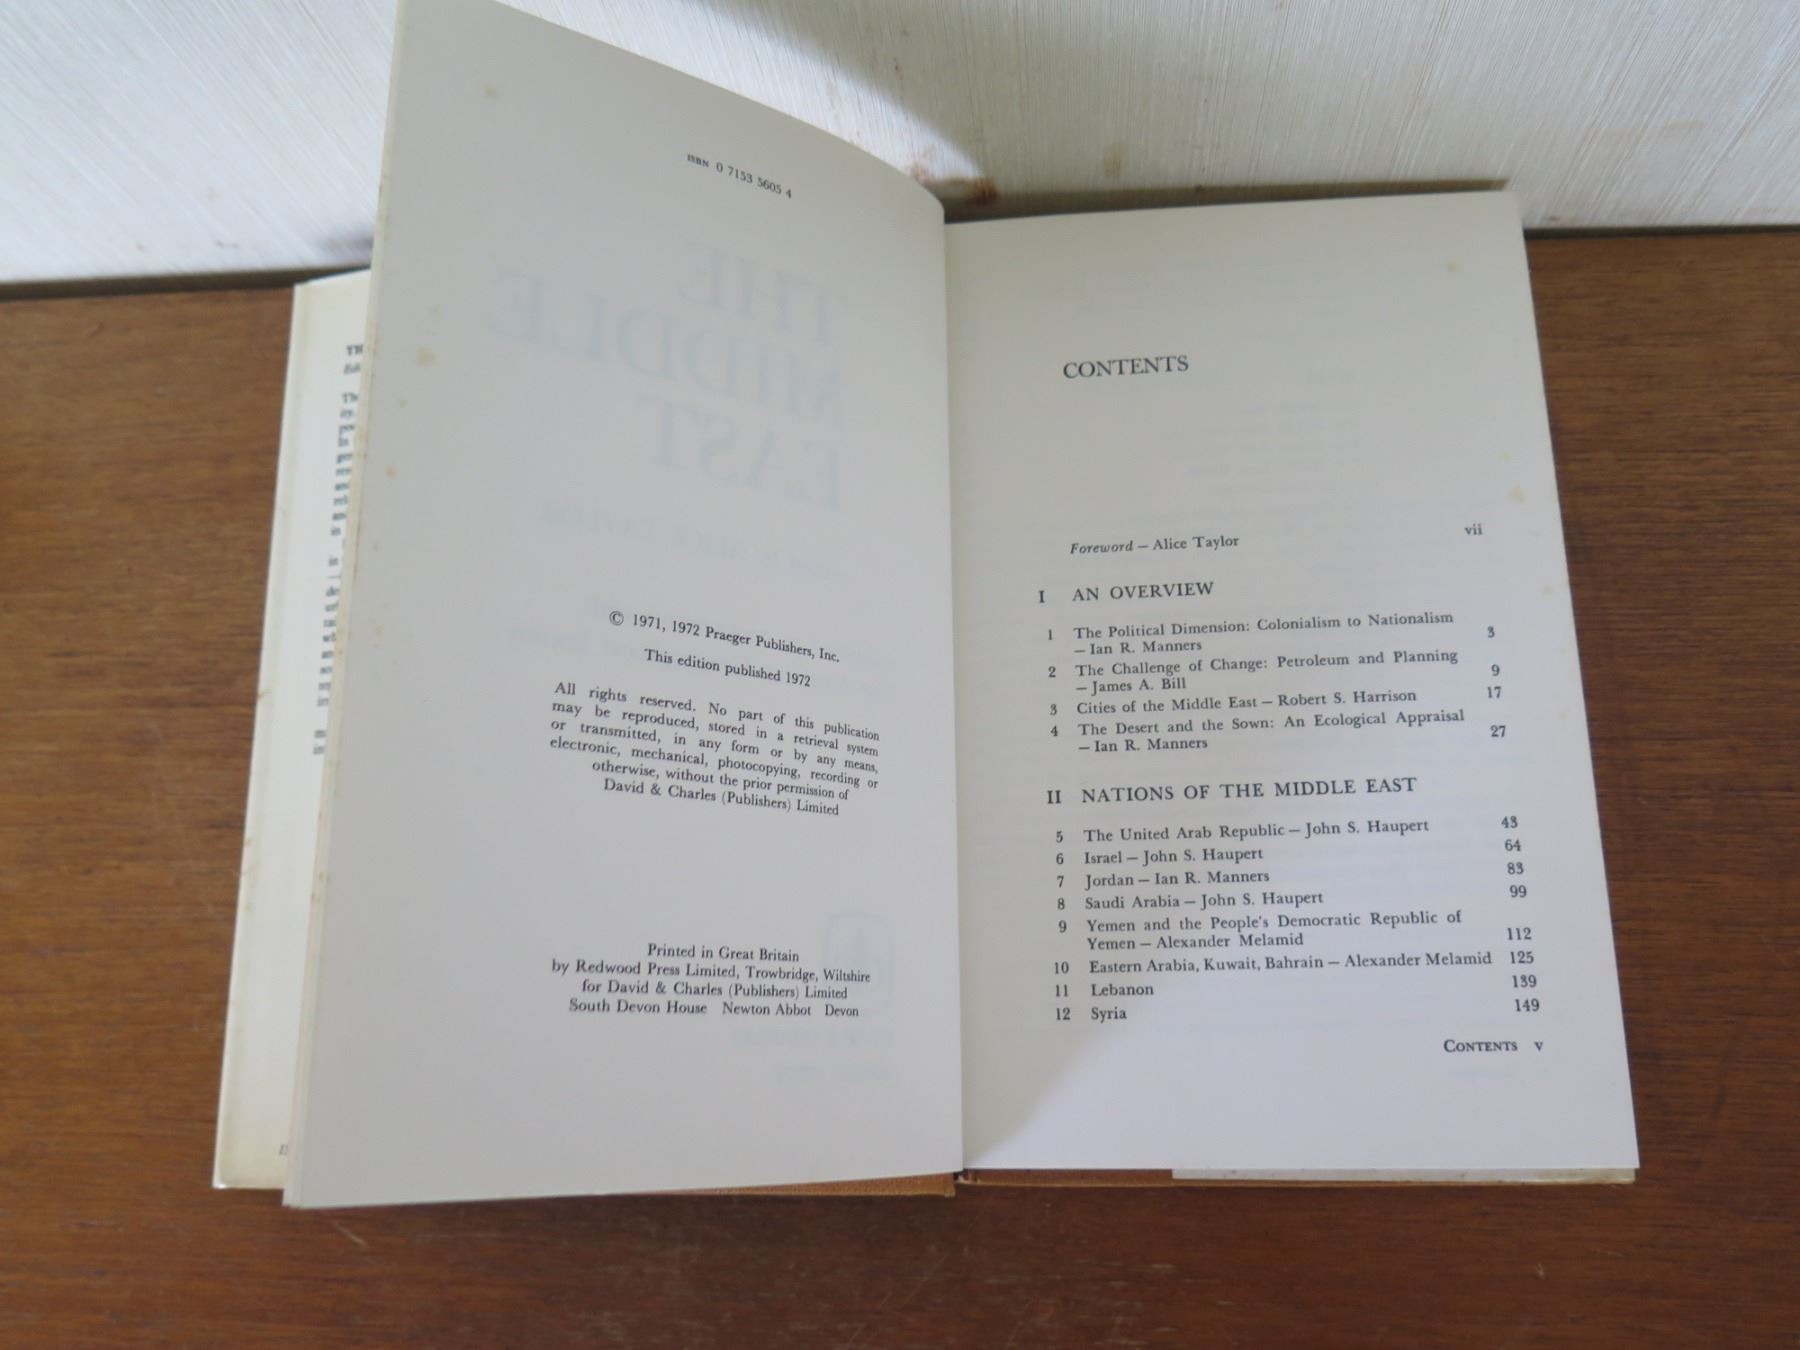 ISBN 0 7153 5605 4
© 1971, 1972 Praeger Publishers, Inc.
This edition published 1972
All rights reserved. No part of this publication
may be reproduced, stored in a retrieval system
or transmitted, in any form or by any means,
electronic, mechanical, photocopying, recording or
otherwise, without the prior permission of
David & Charles (Publishers) Limited
Printed in Great Britain
by Redwood Press Limited, Trowbridge, Wiltshire
for David & Charles (Publishers) Limited
South Devon House Newton Abbot Devon
CONTENTS
Foreword – Alice Taylor vii
I AN OVERVIEW
1 The Political Dimension: Colonialism to Nationalism
– Ian R. Manners 3
2 The Challenge of Change: Petroleum and Planning
– James A. Bill 9
3 Cities of the Middle East – Robert S. Harrison 17
4 The Desert and the Sown: An Ecological Appraisal
– Ian R. Manners 27
II NATIONS OF THE MIDDLE EAST
5 The United Arab Republic – John S. Haupert 43
6 Israel – John S. Haupert 64
7 Jordan – Ian R. Manners 83
8 Saudi Arabia – John S. Haupert 99
9 Yemen and the People's Democratic Republic of
Yemen – Alexander Melamid 112
10 Eastern Arabia, Kuwait, Bahrain – Alexander Melamid 125
11 Lebanon 139
12 Syria 149
CONTENTS v